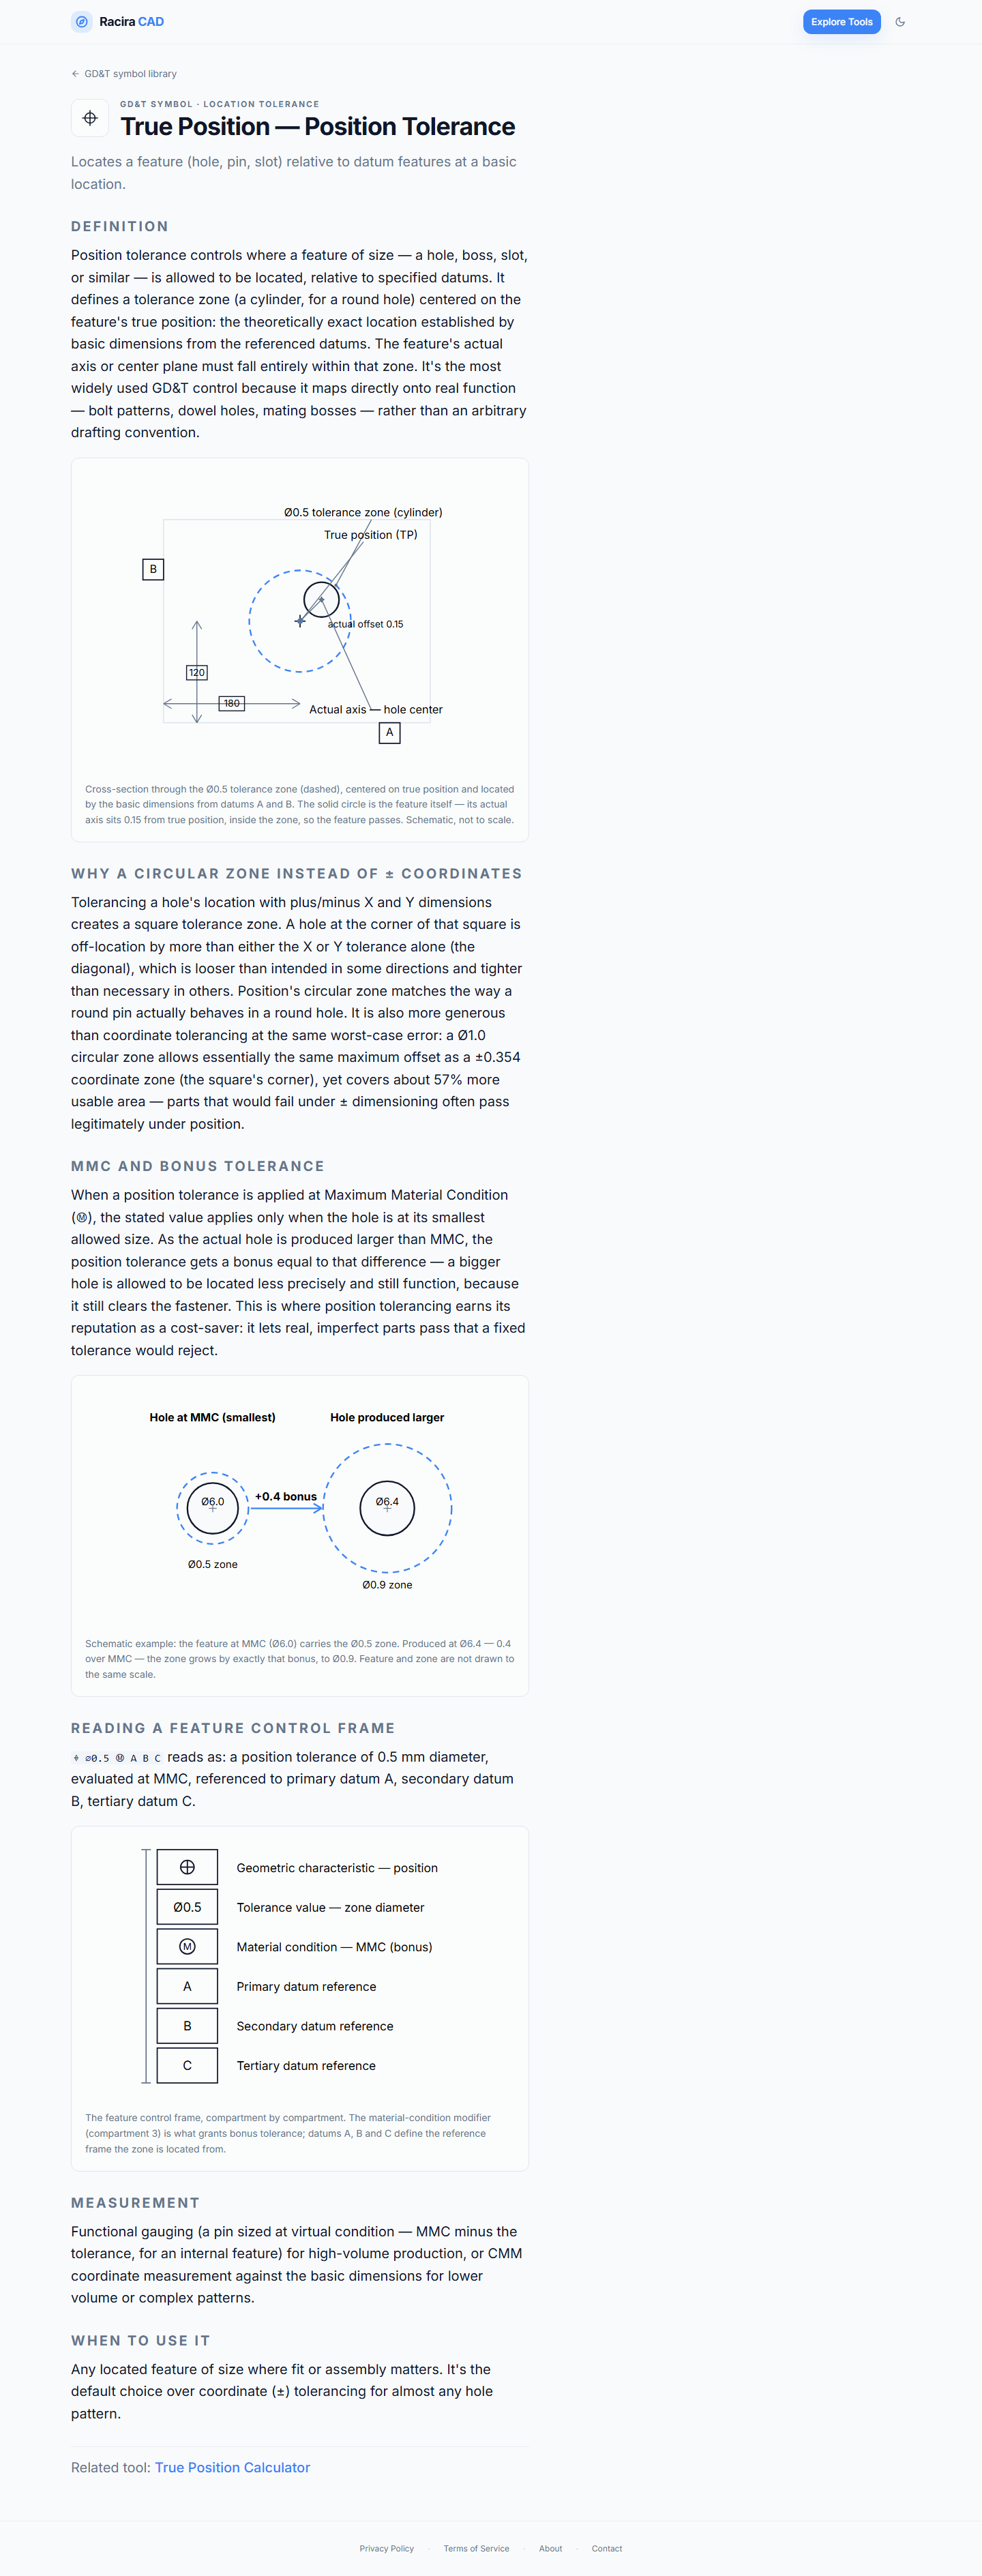 Racira CAD
Explore Tools
← GD&T symbol library
GD&T SYMBOL · LOCATION TOLERANCE
True Position — Position Tolerance
Locates a feature (hole, pin, slot) relative to datum features at a basic
location.
DEFINITION
Position tolerance controls where a feature of size — a hole, boss, slot,
or similar — is allowed to be located, relative to specified datums. It
defines a tolerance zone (a cylinder, for a round hole) centered on the
feature's true position: the theoretically exact location established by
basic dimensions from the referenced datums. The feature's actual
axis or center plane must fall entirely within that zone. It's the most
widely used GD&T control because it maps directly onto real function
— bolt patterns, dowel holes, mating bosses — rather than an arbitrary
drafting convention.
Ø0.5 tolerance zone (cylinder)
True position (TP)
B
actual offset 0.15
120
180
Actual axis — hole center
A
Cross-section through the Ø0.5 tolerance zone (dashed), centered on true position and located
by the basic dimensions from datums A and B. The solid circle is the feature itself — its actual
axis sits 0.15 from true position, inside the zone, so the feature passes. Schematic, not to scale.
WHY A CIRCULAR ZONE INSTEAD OF ± COORDINATES
Tolerancing a hole's location with plus/minus X and Y dimensions
creates a square tolerance zone. A hole at the corner of that square is
off-location by more than either the X or Y tolerance alone (the
diagonal), which is looser than intended in some directions and tighter
than necessary in others. Position's circular zone matches the way a
round pin actually behaves in a round hole. It is also more generous
than coordinate tolerancing at the same worst-case error: a Ø1.0
circular zone allows essentially the same maximum offset as a ±0.354
coordinate zone (the square's corner), yet covers about 57% more
usable area — parts that would fail under ± dimensioning often pass
legitimately under position.
MMC AND BONUS TOLERANCE
When a position tolerance is applied at Maximum Material Condition
(Ⓜ), the stated value applies only when the hole is at its smallest
allowed size. As the actual hole is produced larger than MMC, the
position tolerance gets a bonus equal to that difference — a bigger
hole is allowed to be located less precisely and still function, because
it still clears the fastener. This is where position tolerancing earns its
reputation as a cost-saver: it lets real, imperfect parts pass that a fixed
tolerance would reject.
Hole at MMC (smallest)
Hole produced larger
Ø6.0
+0.4 bonus
Ø6.4
Ø0.5 zone
Ø0.9 zone
Schematic example: the feature at MMC (Ø6.0) carries the Ø0.5 zone. Produced at Ø6.4 — 0.4
over MMC — the zone grows by exactly that bonus, to Ø0.9. Feature and zone are not drawn to
the same scale.
READING A FEATURE CONTROL FRAME
⌖ ⌀0.5 Ⓜ A B C reads as: a position tolerance of 0.5 mm diameter,
evaluated at MMC, referenced to primary datum A, secondary datum
B, tertiary datum C.
Geometric characteristic — position
Ø0.5 Tolerance value — zone diameter
Ⓜ Material condition — MMC (bonus)
A Primary datum reference
B Secondary datum reference
C Tertiary datum reference
The feature control frame, compartment by compartment. The material-condition modifier
(compartment 3) is what grants bonus tolerance; datums A, B and C define the reference
frame the zone is located from.
MEASUREMENT
Functional gauging (a pin sized at virtual condition — MMC minus the
tolerance, for an internal feature) for high-volume production, or CMM
coordinate measurement against the basic dimensions for lower
volume or complex patterns.
WHEN TO USE IT
Any located feature of size where fit or assembly matters. It's the
default choice over coordinate (±) tolerancing for almost any hole
pattern.
Related tool: True Position Calculator
Privacy Policy · Terms of Service · About · Contact